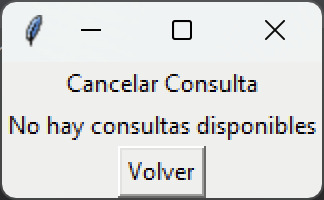 Cancelar Consulta
No hay consultas disponibles
Volver